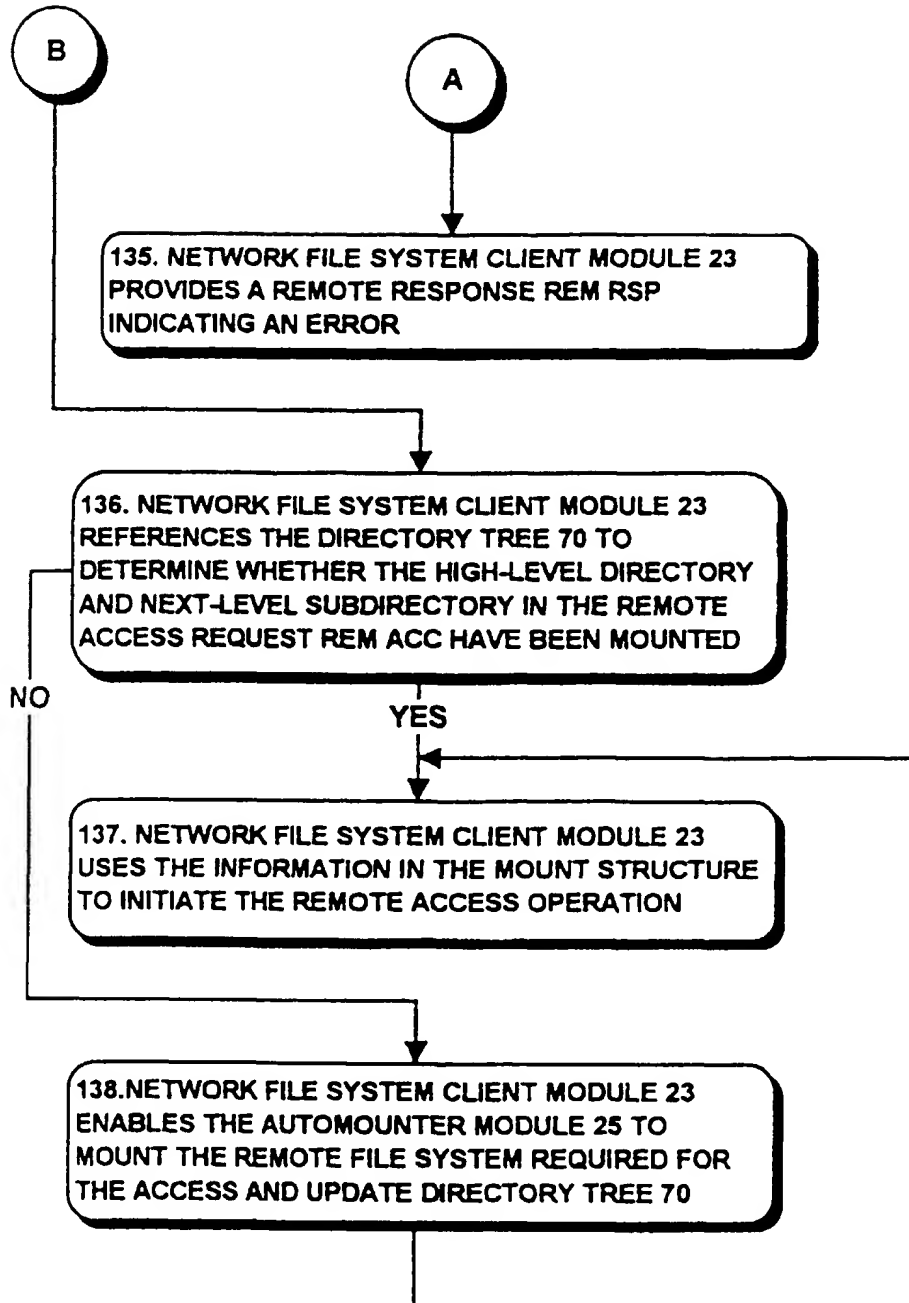 B
A
135. NETWORK FILE SYSTEM CLIENT MODULE 23
PROVIDES A REMOTE RESPONSE REM RSP
INDICATING AN ERROR
136. NETWORK FILE SYSTEM CLIENT MODULE 23
REFERENCES THE DIRECTORY TREE 70 TO
DETERMINE WHETHER THE HIGH-LEVEL DIRECTORY
AND NEXT-LEVEL SUBDIRECTORY IN THE REMOTE
ACCESS REQUEST REM ACC HAVE BEEN MOUNTED
NO
YES
137. NETWORK FILE SYSTEM CLIENT MODULE 23
USES THE INFORMATION IN THE MOUNT STRUCTURE
TO INITIATE THE REMOTE ACCESS OPERATION
138.NETWORK FILE SYSTEM CLIENT MODULE 23
ENABLES THE AUTOMOUNTER MODULE 25 TO
MOUNT THE REMOTE FILE SYSTEM REQUIRED FOR
THE ACCESS AND UPDATE DIRECTORY TREE 70